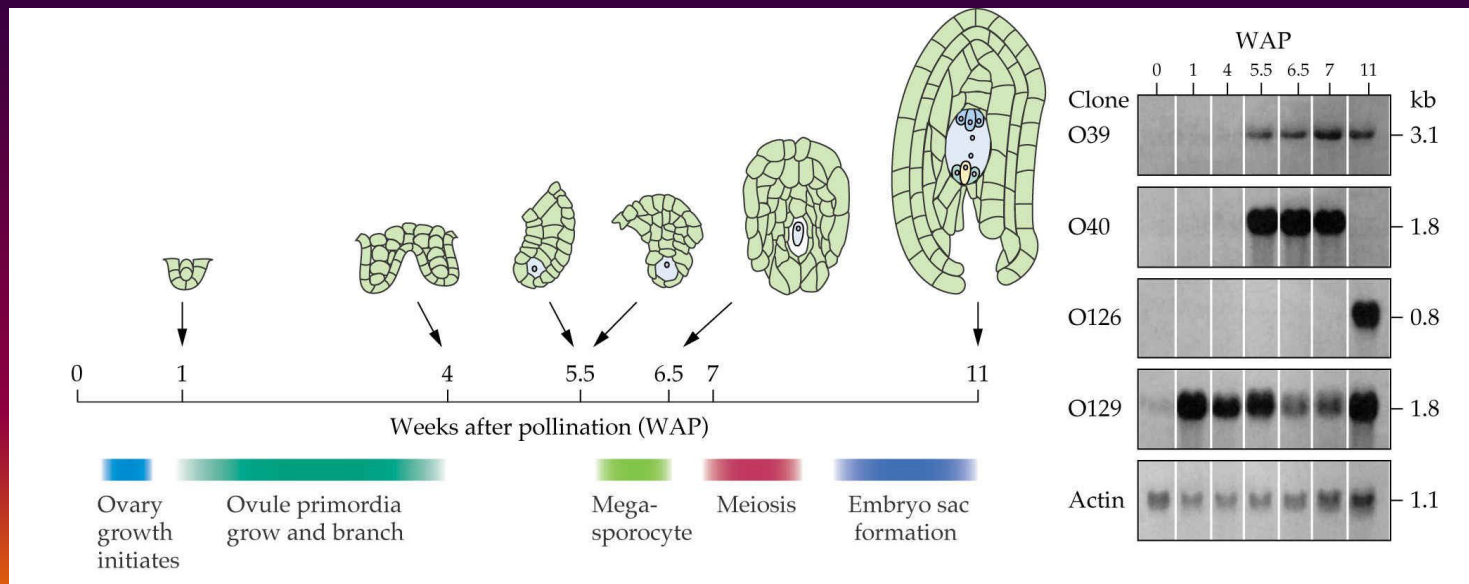 WAP
0 1 4 5.5 6.5 7 11
Clone kb
O39 3.1
O40 1.8
O126 0.8
O129 1.8
Actin 1.1
0 1 4 5.5 6.5 7 11
Weeks after pollination (WAP)
Ovary
growth
initiates
Ovule primordia
grow and branch
Mega-
sporocyte
Meiosis
Embryo sac
formation